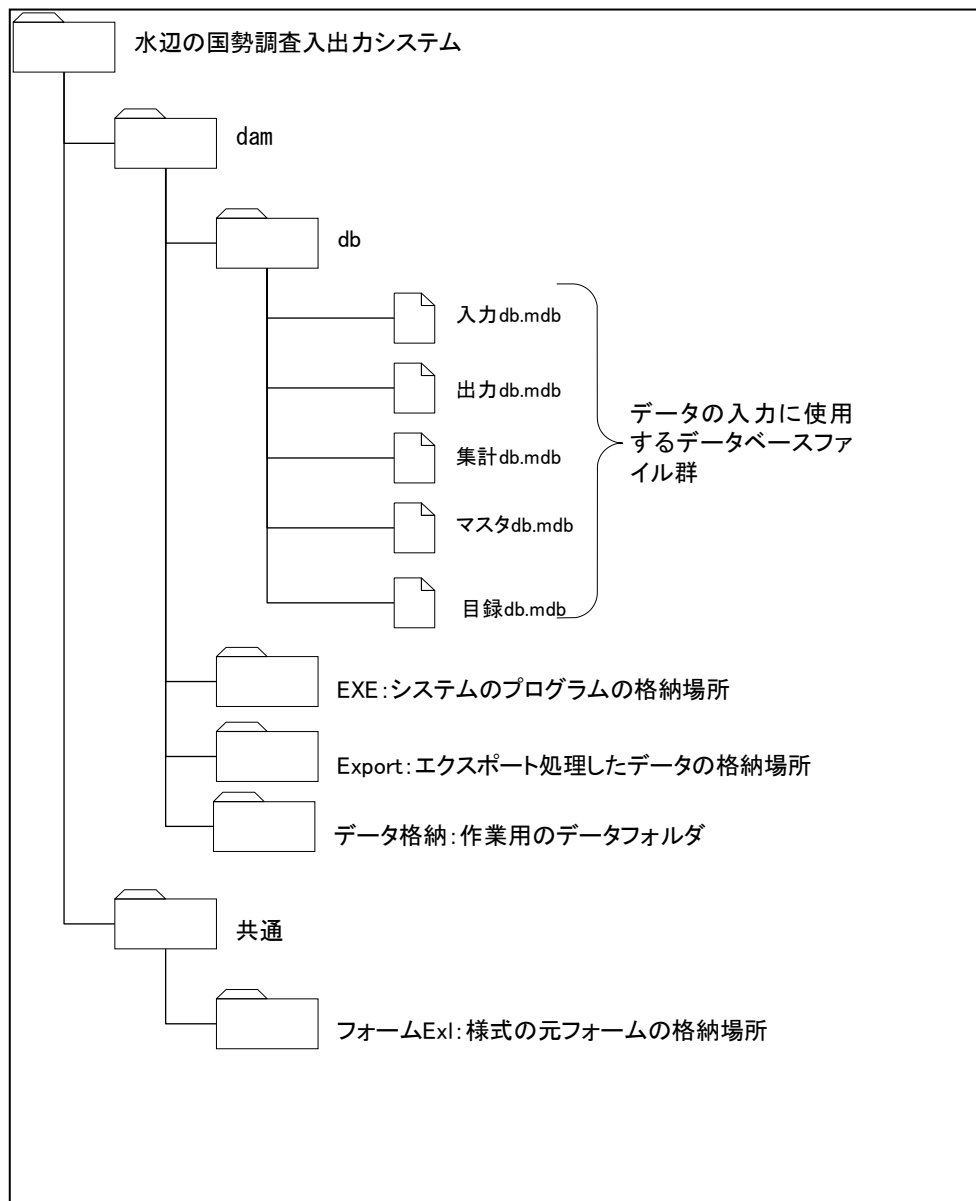 水辺の国勢調査入出力システム
dam
db
入力db.mdb
出力db.mdb
集計db.mdb
マスタdb.mdb
目録db.mdb
データの入力に使用
するデータベースファ
イル群
EXE:システムのプログラムの格納場所
Export:エクスポート処理したデータの格納場所
データ格納:作業用のデータフォルダ
共通
フォームExl:様式の元フォームの格納場所